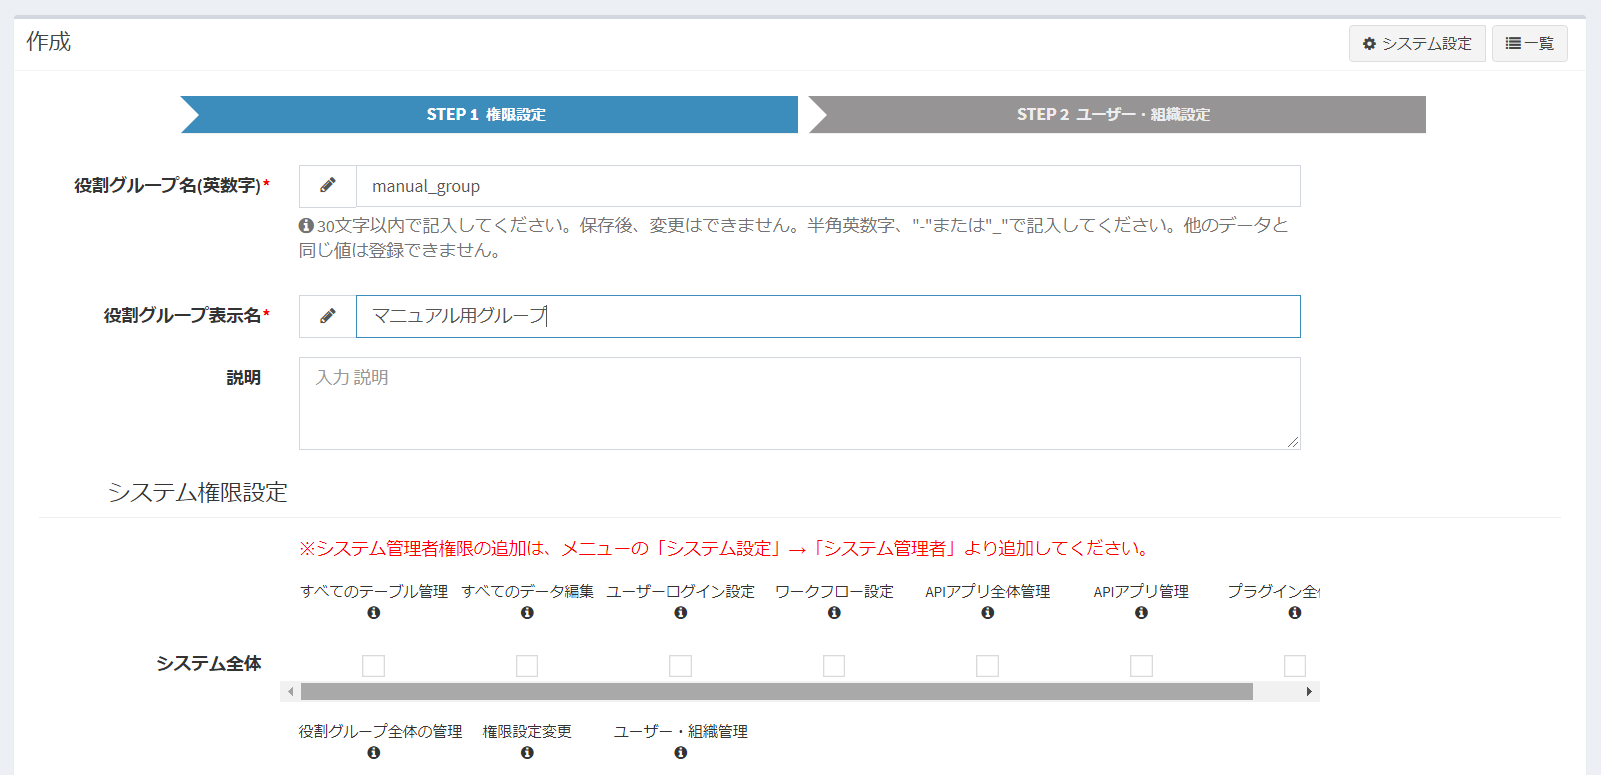 作成
システム設定
一覧
STEP 1 権限設定
STEP 2 ユーザー・組織設定
役割グループ名(英数字)*
manual_group
30文字以内で記入してください。保存後、変更はできません。半角英数字、"-"または"_"で記入してください。他のデータと
同じ値は登録できません。
役割グループ表示名*
マニュアル用グループ
説明
入力 説明
システム権限設定
※システム管理者権限の追加は、メニューの「システム設定」→「システム管理者」より追加してください。
すべてのテーブル管理 すべてのデータ編集 ユーザーログイン設定 ワークフロー設定 APIアプリ全体管理 APIアプリ管理 プラグイン全
システム全体
役割グループ全体の管理 権限設定変更 ユーザー・組織管理